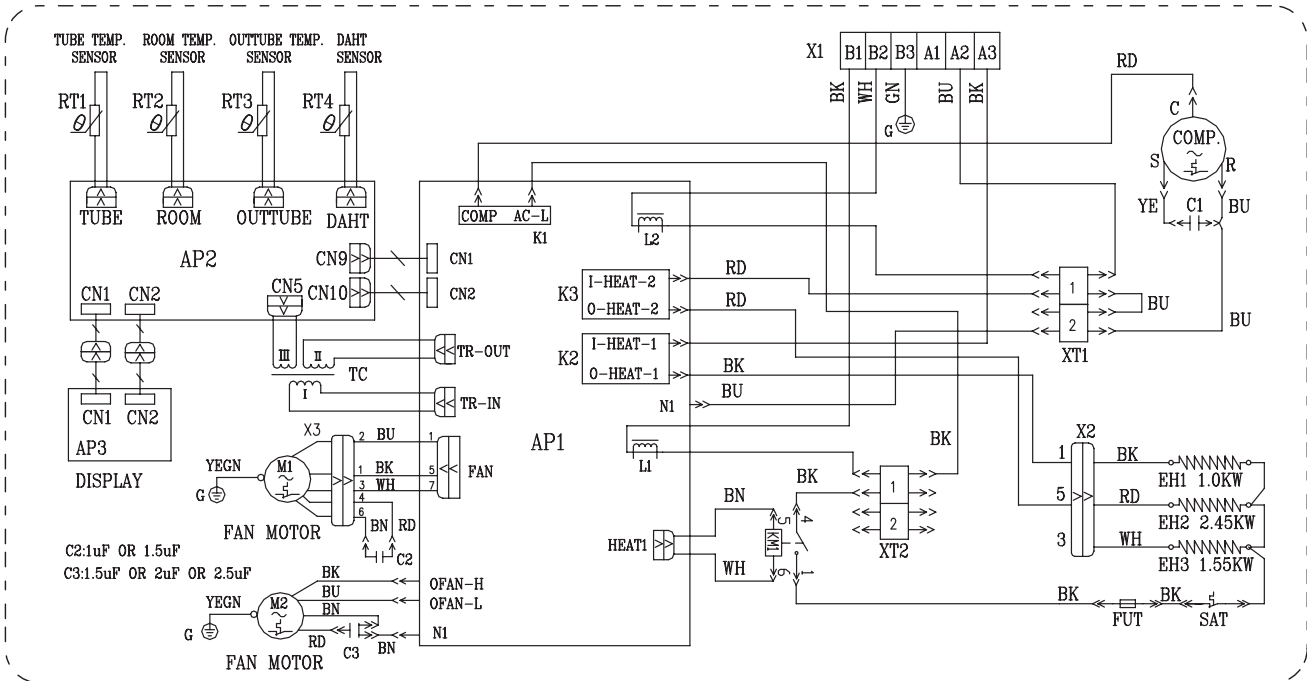 TUBE TEMP. SENSOR
ROOM TEMP. SENSOR
OUTTUBE TEMP. SENSOR
DAHT SENSOR
RT1
RT2
RT3
RT4
θ
θ
θ
θ
TUBE
ROOM
OUTTUBE
DAHT
AP2
CN9
CN10
CN1
CN2
CN1
CN2
CN5
CN1
CN2
AP3
DISPLAY
III
II
I
TC
TR-OUT
TR-IN
X3
M1
YEGN
G
FAN MOTOR
2
1
3
4
6
BU
BK
WH
BN
RD
1
5
7
FAN
C2
C2:1uF OR 1.5uF
C3:1.5uF OR 2uF OR 2.5uF
M2
YEGN
G
FAN MOTOR
BK
BU
BN
RD
C3
BN
OFAN-H
OFAN-L
N1
AP1
COMP
AC-L
K1
L2
K3
I-HEAT-2
O-HEAT-2
K2
I-HEAT-1
O-HEAT-1
N1
L1
HEAT1
RD
RD
BK
BU
BN
WH
KM1
5
6
4
1
BK
BK
X1
B1
B2
B3
A1
A2
A3
BK
WH
GN
BU
BK
G
RD
C
COMP.
S
R
YE
C1
BU
1
2
XT1
BU
BU
1
2
XT2
X2
1
5
3
BK
RD
WH
EH1 1.0KW
EH2 2.45KW
EH3 1.55KW
BK
FUT
BK
SAT